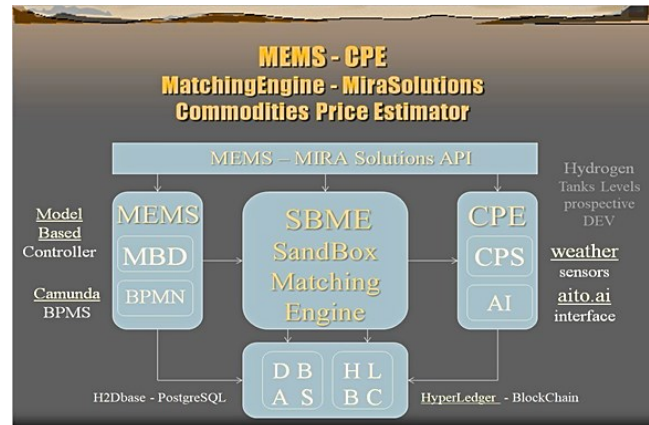 MEMS - CPE
MatchingEngine - MiraSolutions
Commodities Price Estimator
MEMS – MIRA Solutions API
Hydrogen
Tanks Levels
prospective
DEV
Model
Based
Controller
MEMS
MBD
BPMN
Camunda
BPMS
SBME
SandBox
Matching
Engine
CPE
CPS
AI
weather
sensors
aito.ai
interface
D B
A S
H L
B C
H2Dbase - PostgreSQL
HyperLedger - BlockChain